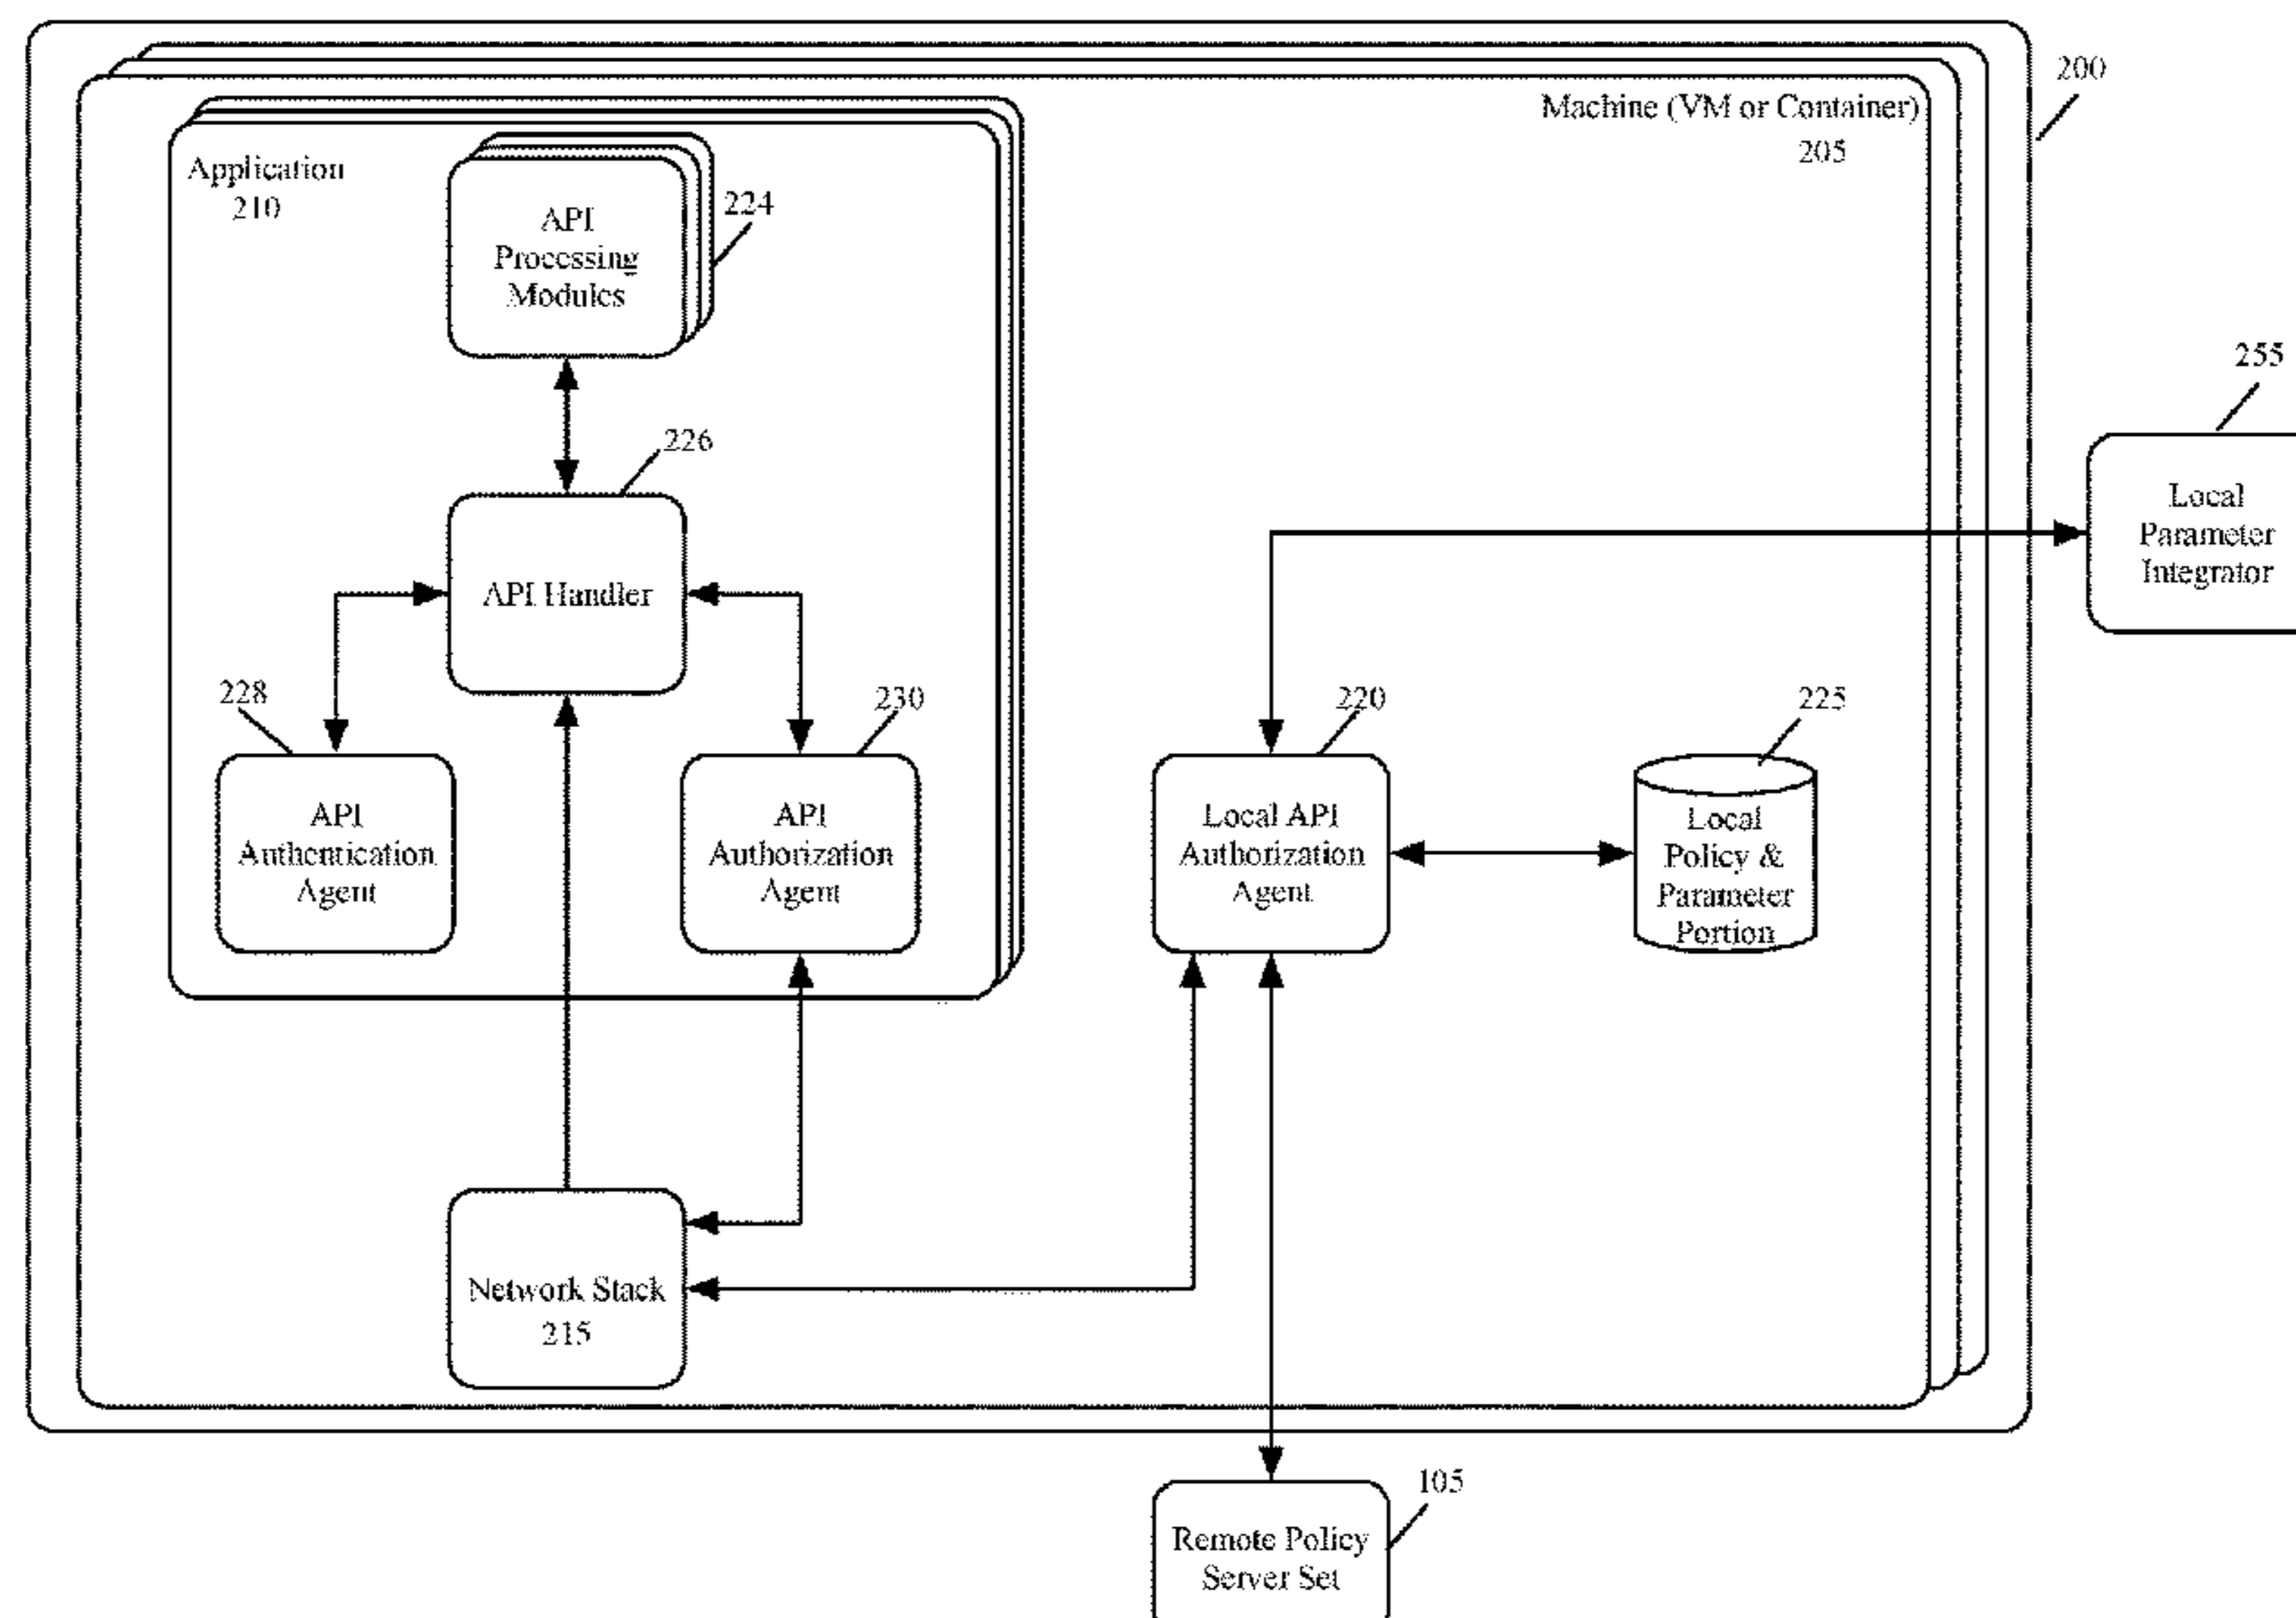 200
Machine (VM or Container)
205
Application
210
API
Processing
Modules
224
255
Local
Parameter
Integrator
226
API Handler
228
API
Authentication
Agent
230
API
Authorization
Agent
220
Local API
Authorization
Agent
225
Local
Policy &
Parameter
Portion
Network Stack
215
105
Remote Policy
Server Set